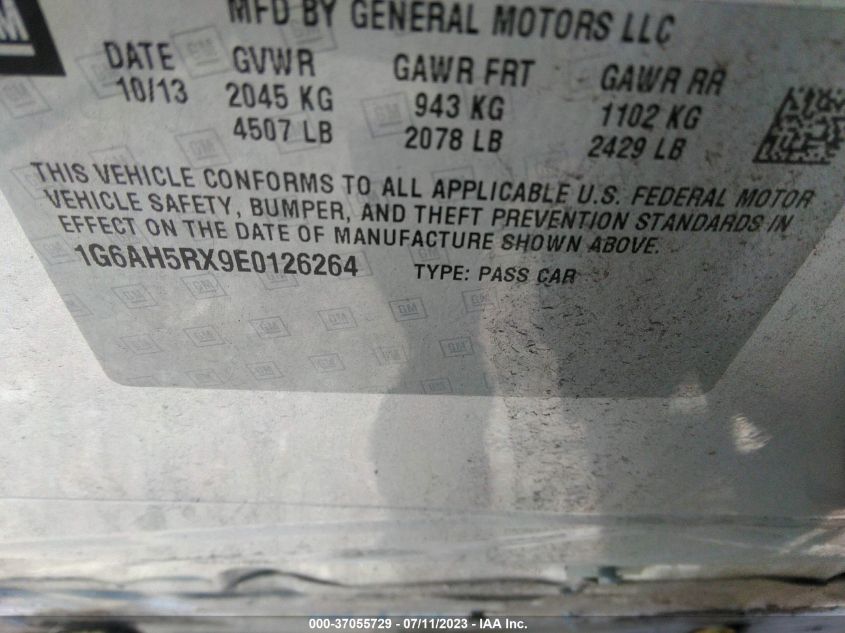 GM
MFD BY GENERAL MOTORS LLC
DATE GVWR GAWR FRT GAWR RR
10/13 2045 KG 943 KG 1102 KG
4507 LB 2078 LB 2429 LB
THIS VEHICLE CONFORMS TO ALL APPLICABLE U.S. FEDERAL MOTOR
VEHICLE SAFETY, BUMPER, AND THEFT PREVENTION STANDARDS IN
EFFECT ON THE DATE OF MANUFACTURE SHOWN ABOVE.
1G6AH5RX9E0126264 TYPE: PASS CAR
000-37055729 - 07/11/2023 - IAA Inc.